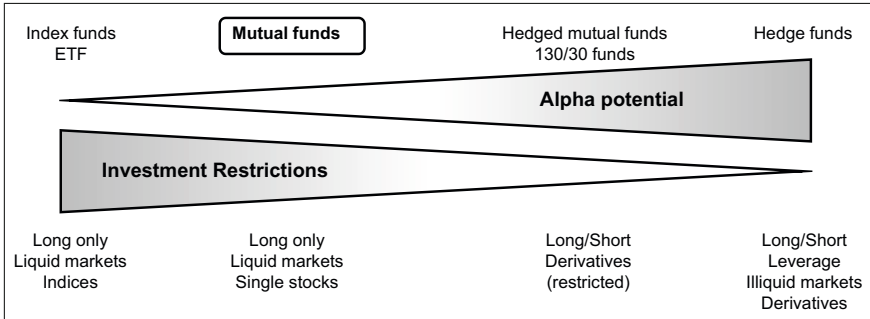 Index funds
ETF
Mutual funds
Hedged mutual funds
130/30 funds
Hedge funds
Alpha potential
Investment Restrictions
Long only
Liquid markets
Indices
Long only
Liquid markets
Single stocks
Long/Short
Derivatives
(restricted)
Long/Short
Leverage
Illiquid markets
Derivatives